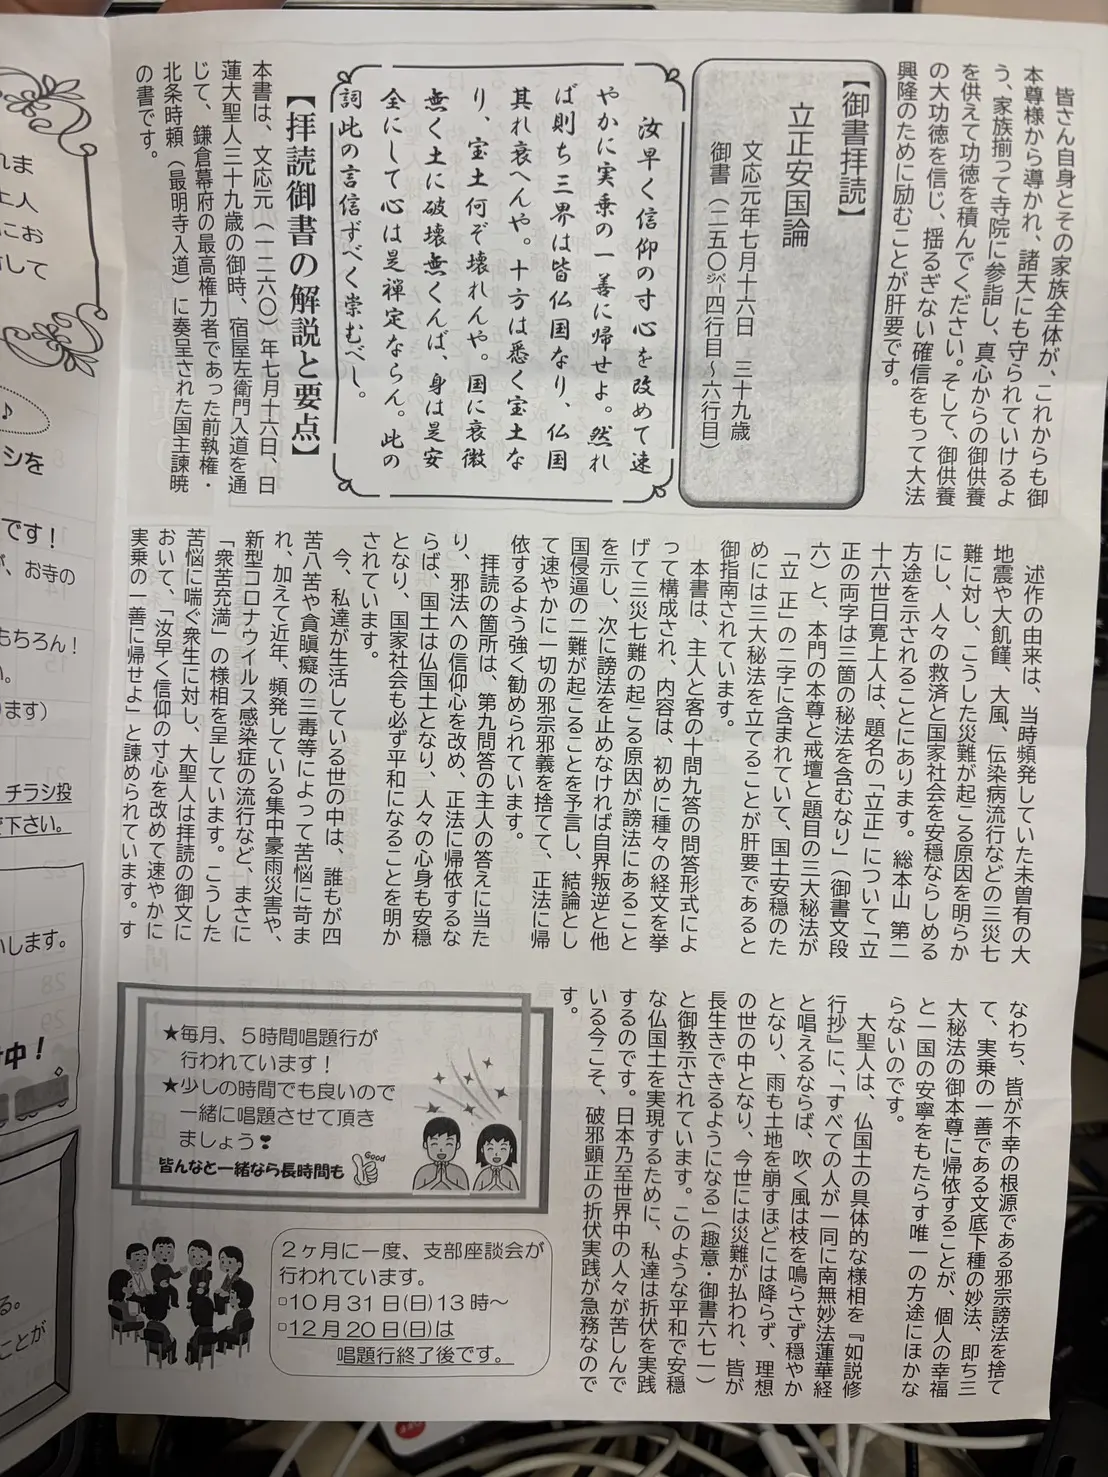 皆さん自身とその家族全体が、これからも御
本尊様から導かれ、諸天にも守られていけるよ
う、家族揃って寺院に参詣し、真心からの御供養
を供えて功徳を積んでください。そして、御供養
の大功徳を信じ、揺るぎない確信をもって大法
興隆のために励むことが肝要です。
【御書拝読】
立正安国論
文応元年七月十六日　三十九歳
御書（二五〇㌻四行目～六行目）
汝早く信仰の寸心を改めて速
やかに実乗の一善に帰せよ。然れ
ば則ち三界は皆仏国なり、仏国
其れ衰へんや。十方は悉く宝土な
り、宝土何ぞ壊れんや。国に衰微
無く土に破壊無くんば、身は是安
全にして心は是禅定ならん。此の
詞此の言信ずべく崇むべし。
【拝読御書の解説と要点】
本書は、文応元（一二六〇）年七月十六日、日
蓮大聖人三十九歳の御時、宿屋左衛門入道を通
じて、鎌倉幕府の最高権力者であった前執権・
北条時頼（最明寺入道）に奏呈された国主諫暁
の書です。
述作の由来は、当時頻発していた未曽有の大
地震や大飢饉、大風、伝染病流行などの三災七
難に対し、こうした災難が起こる原因を明らか
にし、人々の救済と国家社会を安穏ならしめる
方途を示されることにあります。総本山　第二
十六世日寛上人は、題名の「立正」について「立
正の両字は三箇の秘法を含むなり」（御書文段
六）と、本門の本尊と戒壇と題目の三大秘法が
「立正」の二字に含まれていて、国土安穏のた
めには三大秘法を立てることが肝要であると
御指南されています。
本書は、主人と客の十問九答の問答形式によ
って構成され、内容は、初めに種々の経文を挙
げて三災七難の起こる原因が謗法にあること
を示し、次に謗法を止めなければ自界叛逆と他
国侵逼の二難が起こることを予言し、結論とし
て速やかに一切の邪宗邪義を捨てて、正法に帰
依するよう強く勧められています。
拝読の箇所は、第九問答の主人の答えに当た
り、邪法への信仰心を改め、正法に帰依するな
らば、国土は仏国土となり、人々の心身も安穏
となり、国家社会も必ず平和になることを明か
されています。
今、私達が生活している世の中は、誰もが四
苦八苦や貪瞋癡の三毒等によって苦悩に苛ま
れ、加えて近年、頻発している集中豪雨災害や、
新型コロナウイルス感染症の流行など、まさに
「衆苦充満」の様相を呈しています。こうした
苦悩に喘ぐ衆生に対し、大聖人は拝読の御文に
おいて、「汝早く信仰の寸心を改めて速やかに
実乗の一善に帰せよ」と諫められています。す
なわち、皆が不幸の根源である邪宗謗法を捨て
て、実乗の一善である文底下種の妙法、即ち三
大秘法の御本尊に帰依することが、個人の幸福
と一国の安寧をもたらす唯一の方途にほかな
らないのです。
大聖人は、仏国土の具体的な様相を『如説修
行抄』に、「すべての人が一同に南無妙法蓮華経
と唱えるならば、吹く風は枝を鳴らさず穏やか
となり、雨も土地を崩すほどには降らず、理想
の世の中となり、今世には災難が払われ、皆が
長生きできるようになる」（趣意・御書六七一）
と御教示されています。このような平和で安穏
な仏国土を実現するために、私達は折伏を実践
するのです。日本乃至世界中の人々が苦しんで
いる今こそ、破邪顕正の折伏実践が急務なので
す。
★毎月、５時間唱題行が
行われています！
★少しの時間でも良いので
一緒に唱題させて頂き
ましょう❣
皆んなと一緒なら長時間も
Good
２ヶ月に一度、支部座談会が
行われています。
□10月31日(日)13時～
□12月20日(日)は
唱題行終了後です。
れま
上人
にお
して
♪
シを
です！
、お寺の
もちろん！
い。
ります）
チラシ投
で下さい。
いします。
中！
る。
ことが